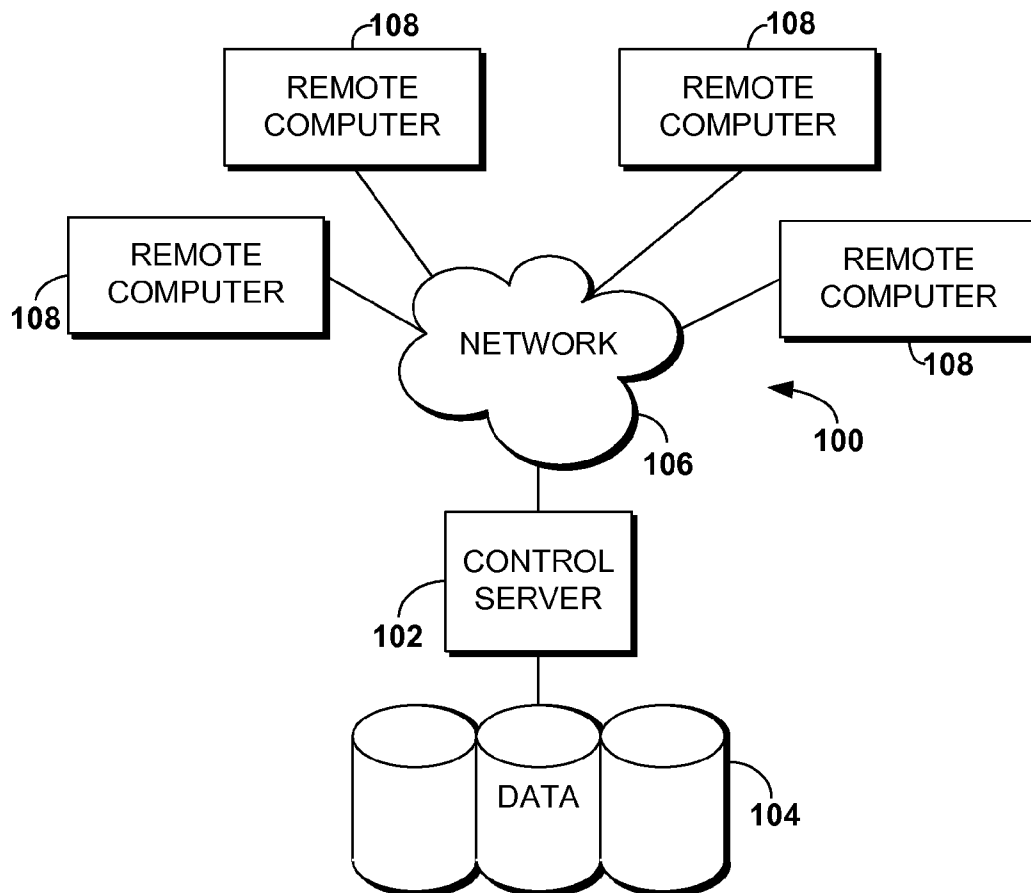 108
REMOTE
COMPUTER
108
REMOTE
COMPUTER
REMOTE
COMPUTER
108
REMOTE
COMPUTER
108
NETWORK
100
106
CONTROL
SERVER
102
DATA
104